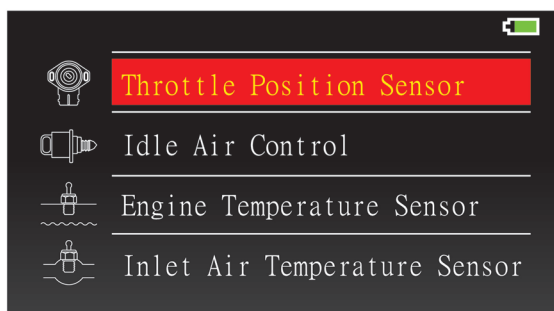 Throttle Position Sensor
Idle Air Control
Engine Temperature Sensor
Inlet Air Temperature Sensor